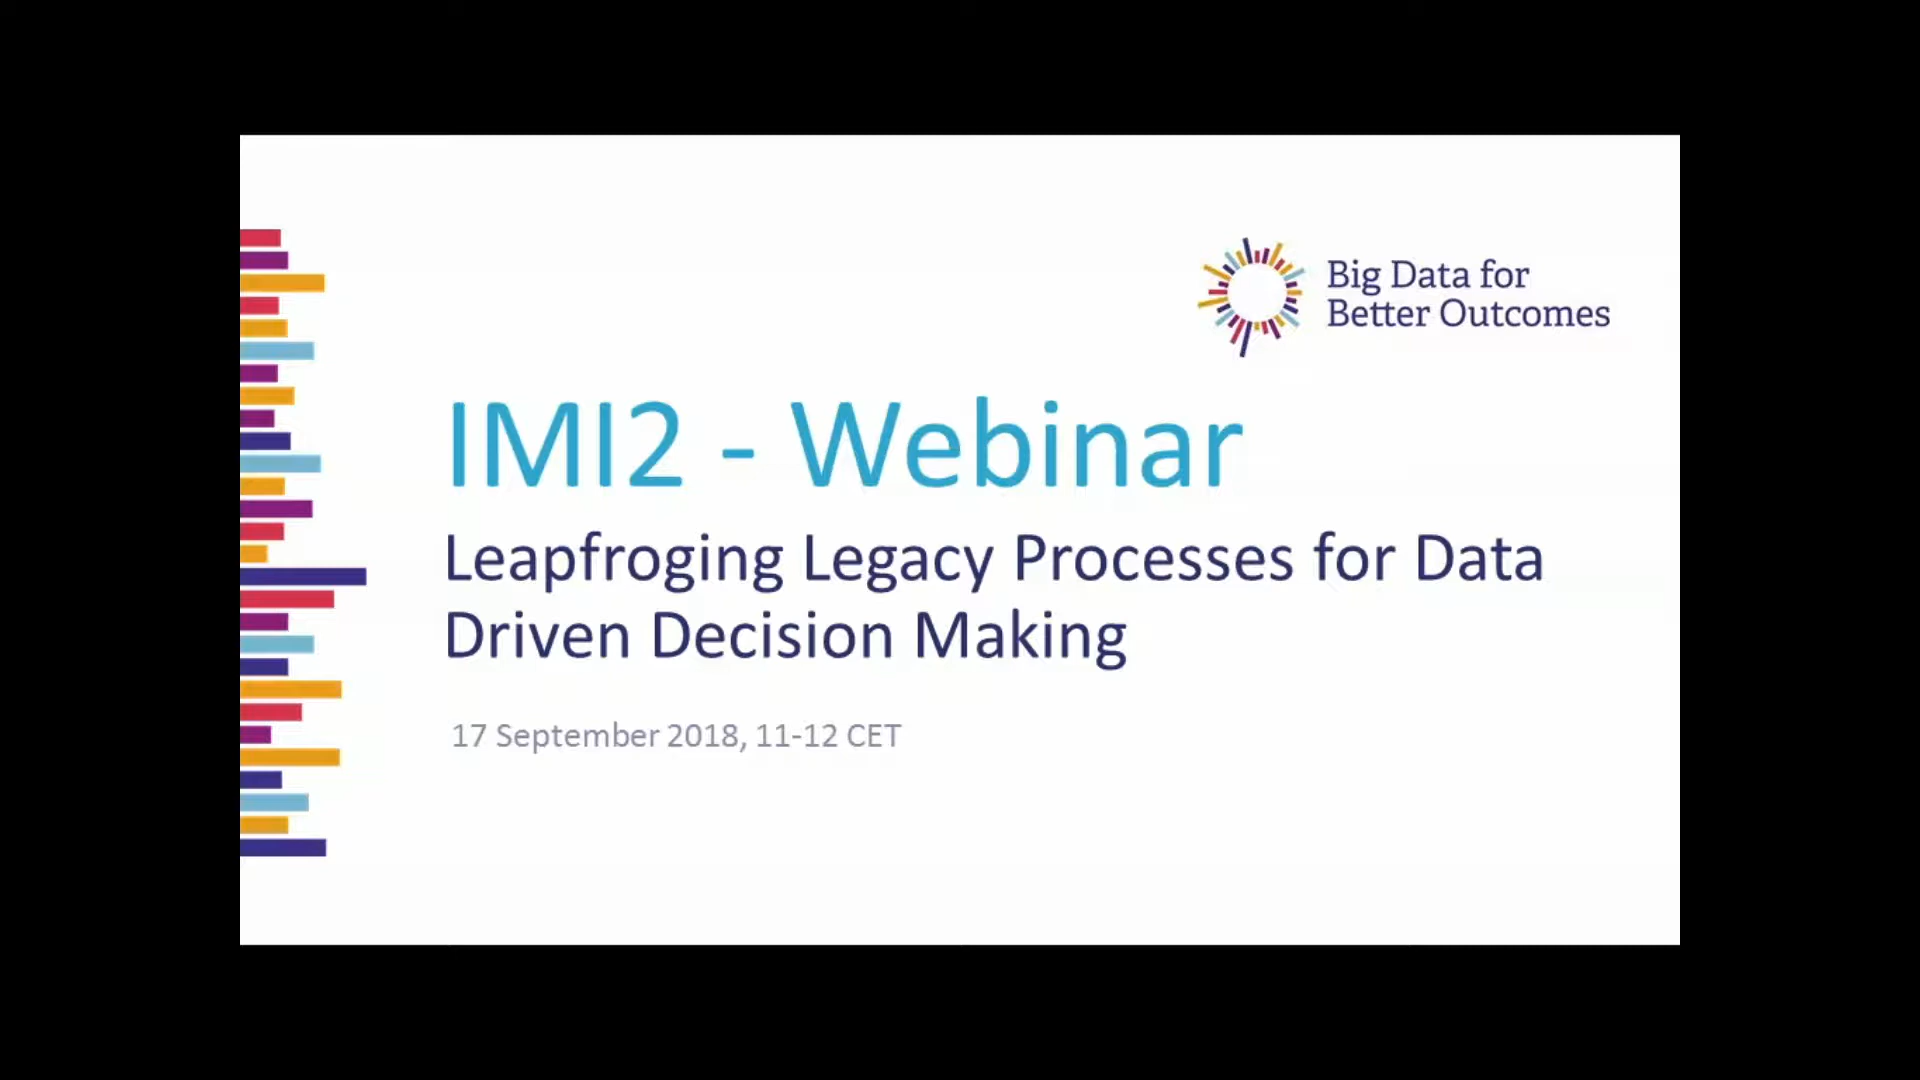 Big Data for
Better Outcomes
IMI2 - Webinar
Leapfroging Legacy Processes for Data
Driven Decision Making
17 September 2018, 11-12 CET